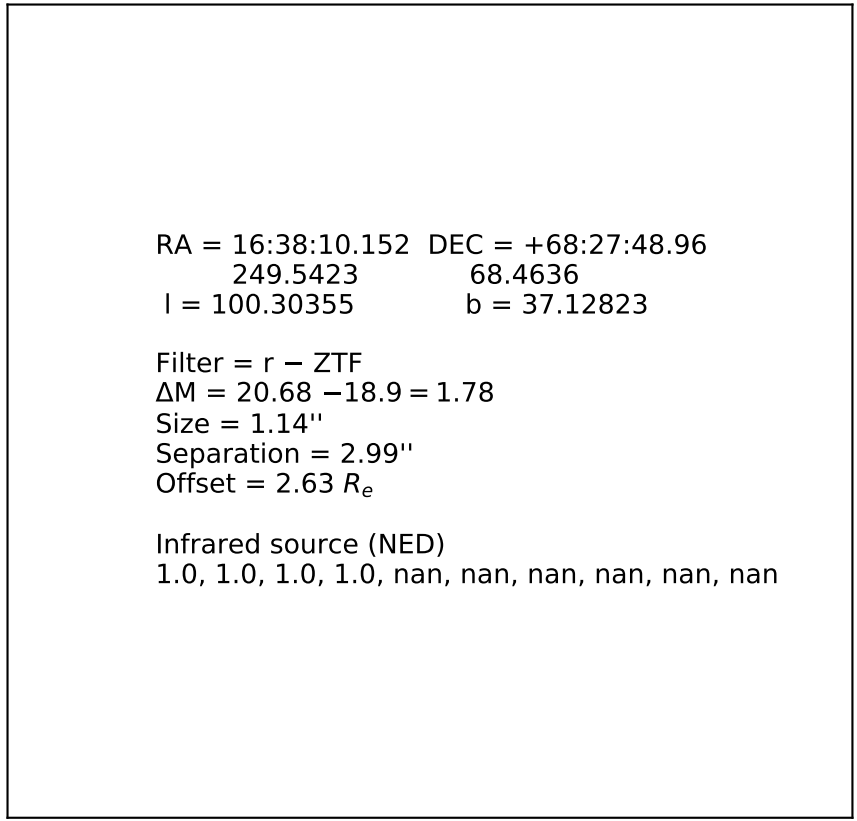 RA = 16:38:10.152  DEC = +68:27:48.96
249.5423  68.4636
l = 100.30355  b = 37.12823
Filter = r − ZTF
ΔM = 20.68 −18.9 = 1.78
Size = 1.14''
Separation = 2.99''
Offset = 2.63 Rₑ
Infrared source (NED)
1.0, 1.0, 1.0, 1.0, nan, nan, nan, nan, nan, nan